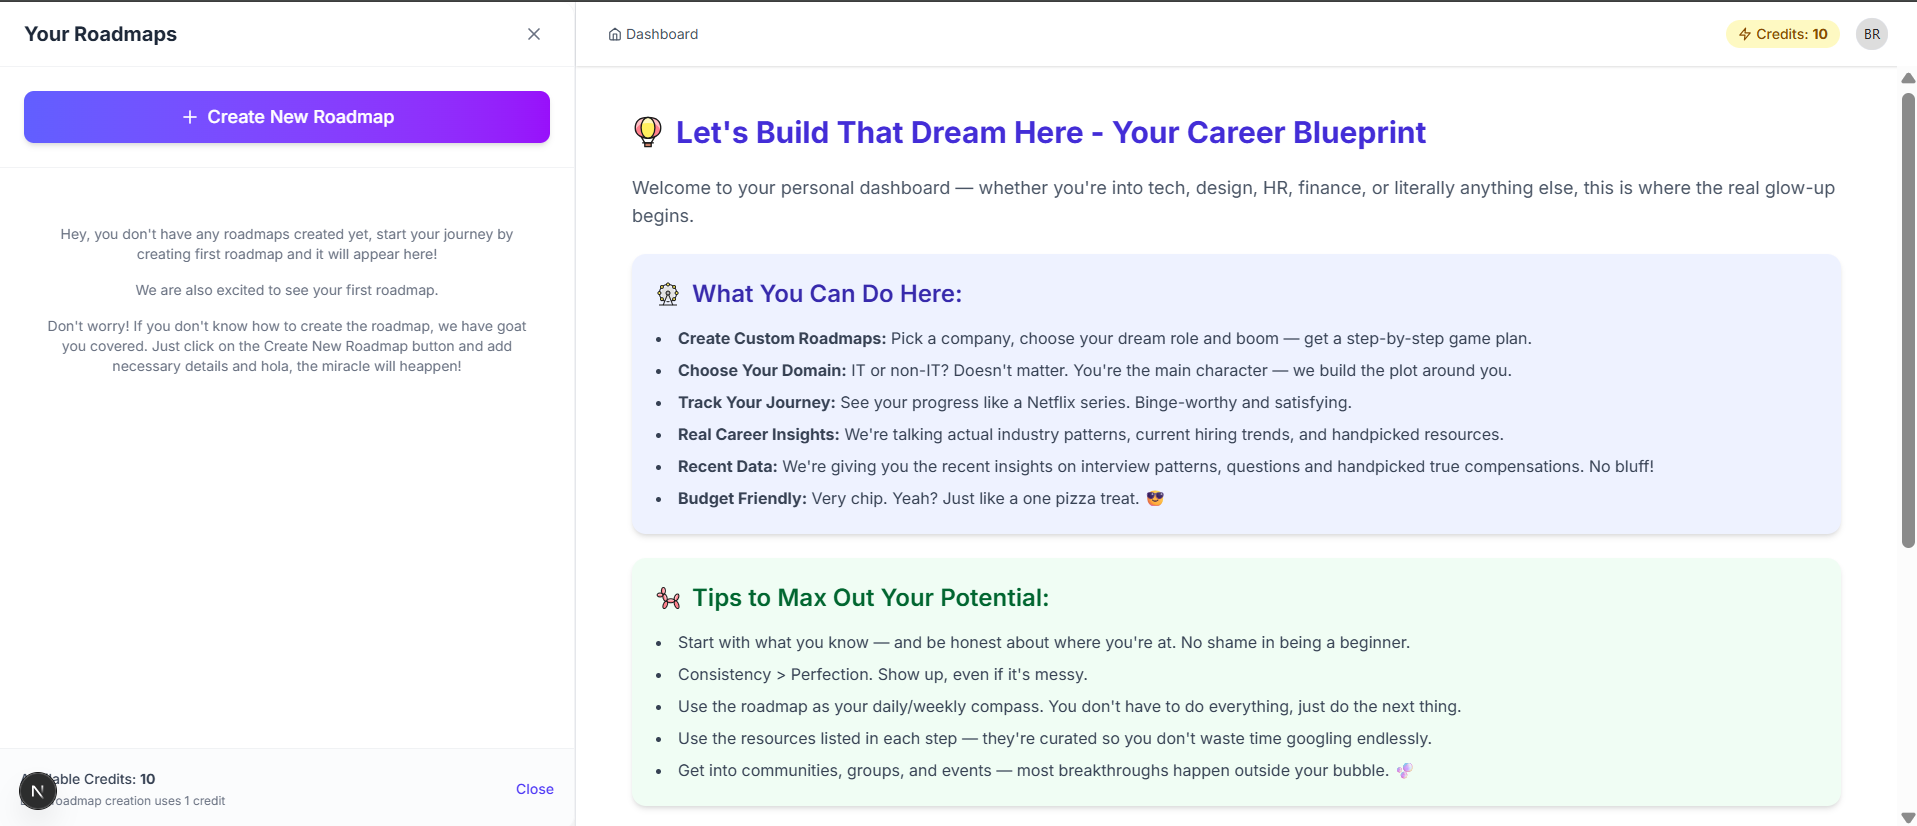 Your Roadmaps
Create New Roadmap
Hey, you don't have any roadmaps created yet, start your journey by
creating first roadmap and it will appear here!
We are also excited to see your first roadmap.
Don't worry! If you don't know how to create the roadmap, we have goat
you covered. Just click on the Create New Roadmap button and add
necessary details and hola, the miracle will heappen!
Credits: 10
N
roadmap creation uses 1 credit
Close
Dashboard
Credits: 10
BR
Let's Build That Dream Here - Your Career Blueprint
Welcome to your personal dashboard — whether you're into tech, design, HR, finance, or literally anything else, this is where the real glow-up
begins.
What You Can Do Here:
• Create Custom Roadmaps: Pick a company, choose your dream role and boom — get a step-by-step game plan.
• Choose Your Domain: IT or non-IT? Doesn't matter. You're the main character — we build the plot around you.
• Track Your Journey: See your progress like a Netflix series. Binge-worthy and satisfying.
• Real Career Insights: We're talking actual industry patterns, current hiring trends, and handpicked resources.
• Recent Data: We're giving you the recent insights on interview patterns, questions and handpicked true compensations. No bluff!
• Budget Friendly: Very chip. Yeah? Just like a one pizza treat. 😎
Tips to Max Out Your Potential:
• Start with what you know — and be honest about where you're at. No shame in being a beginner.
• Consistency > Perfection. Show up, even if it's messy.
• Use the roadmap as your daily/weekly compass. You don't have to do everything, just do the next thing.
• Use the resources listed in each step — they're curated so you don't waste time googling endlessly.
• Get into communities, groups, and events — most breakthroughs happen outside your bubble.